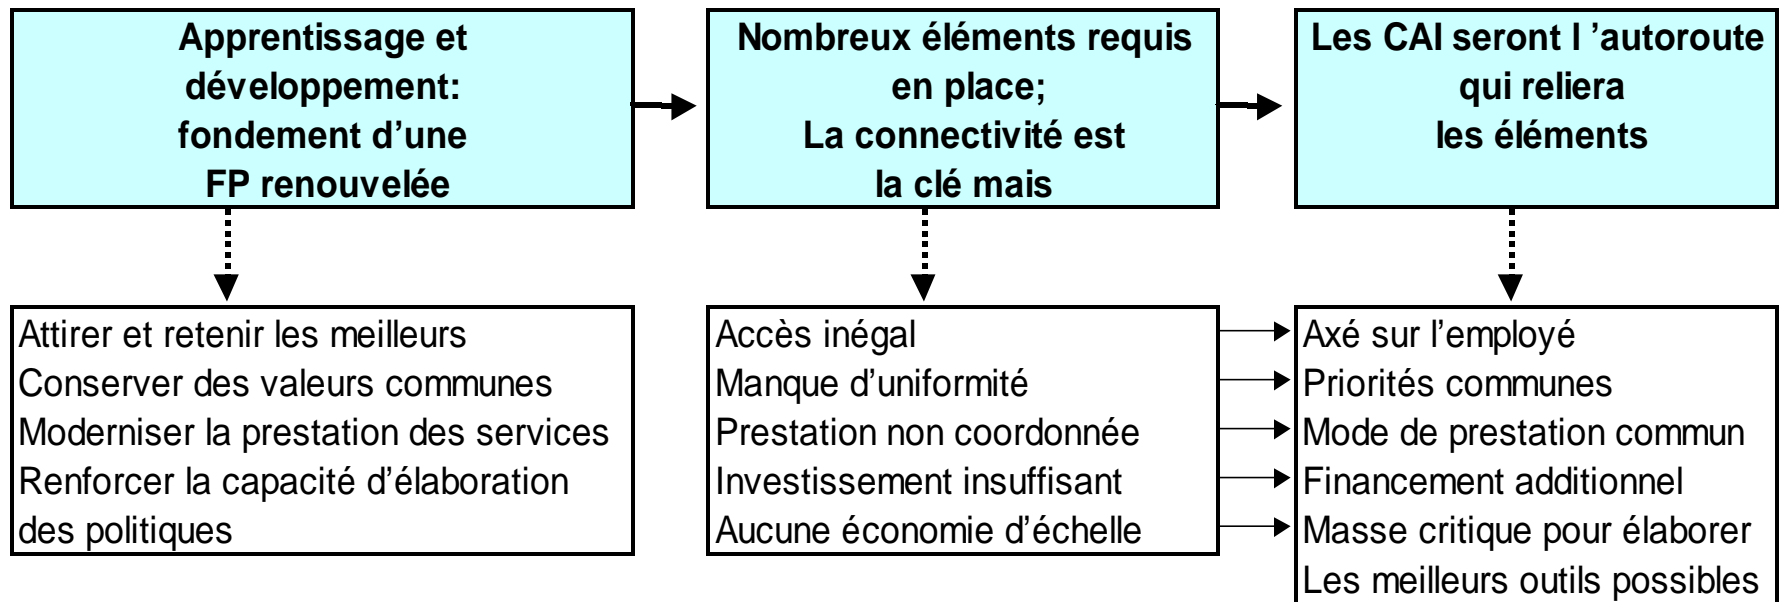 Apprentissage et
développement:
fondement d’une
FP renouvelée
Nombreux éléments requis
en place;
La connectivité est
la clé mais
Les CAI seront l ’autoroute
qui reliera
les éléments
Attirer et retenir les meilleurs
Conserver des valeurs communes
Moderniser la prestation des services
Renforcer la capacité d’élaboration
des politiques
Accès inégal
Manque d’uniformité
Prestation non coordonnée
Investissement insuffisant
Aucune économie d’échelle
Axé sur l’employé
Priorités communes
Mode de prestation commun
Financement additionnel
Masse critique pour élaborer
Les meilleurs outils possibles